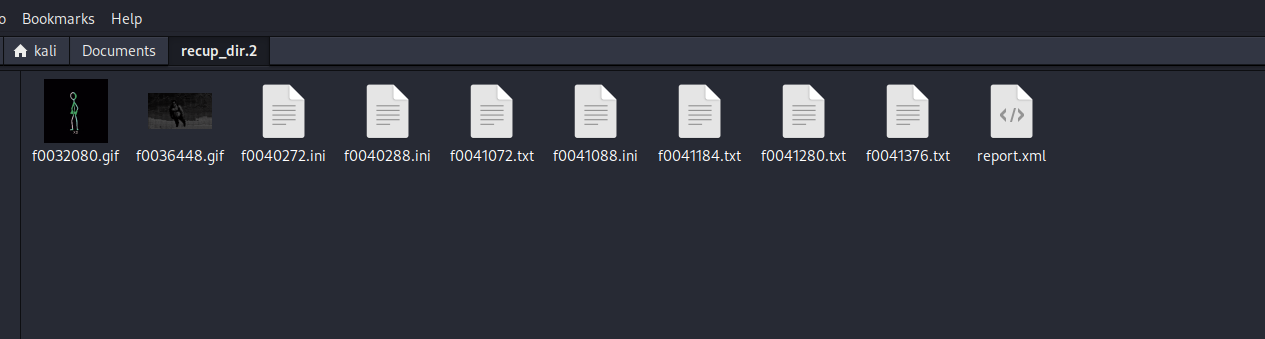 Bookmarks Help
kali Documents recup_dir.2
f0032080.gif f0036448.gif f0040272.ini f0040288.ini f0041072.txt f0041088.ini f0041184.txt f0041280.txt f0041376.txt report.xml